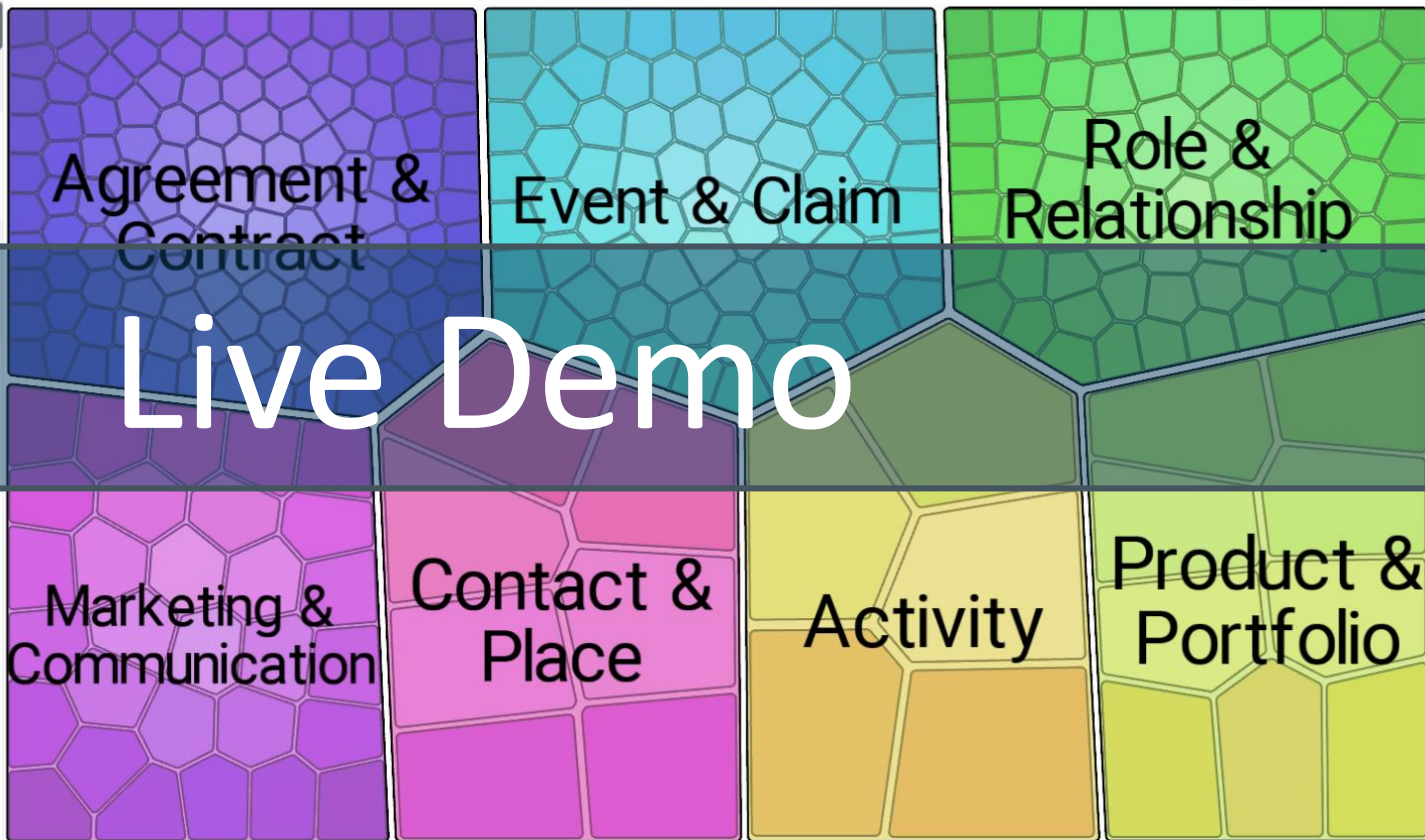 Agreement &
Contract
Event & Claim
Role &
Relationship
Live Demo
Marketing &
Communication
Contact &
Place
Activity
Product &
Portfolio